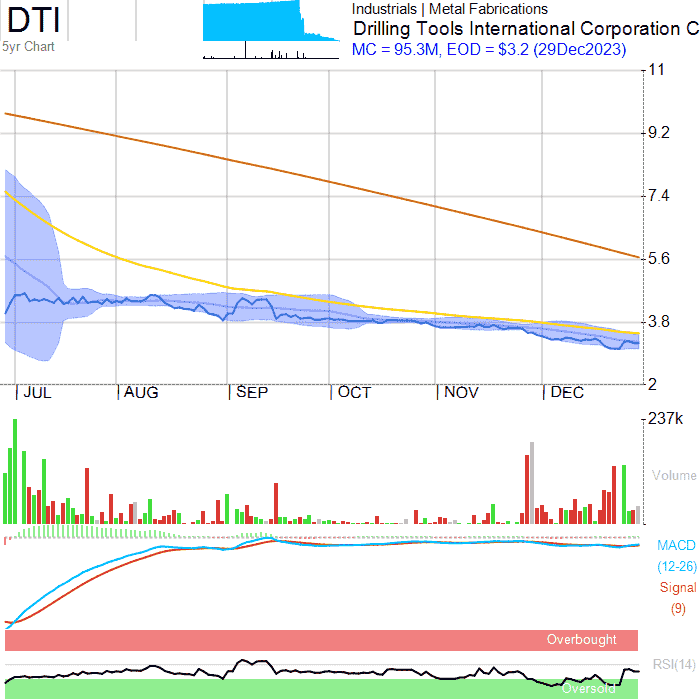 DTI
5yr Chart
Industrials | Metal Fabrications
Drilling Tools International Corporation C
MC = 95.3M, EOD = $3.2 (29Dec2023)
11
9.2
7.4
5.6
3.8
2
JUL AUG SEP OCT NOV DEC
237k
Volume
MACD
(12-26)
Signal
(9)
Overbought
RSI(14)
Oversold